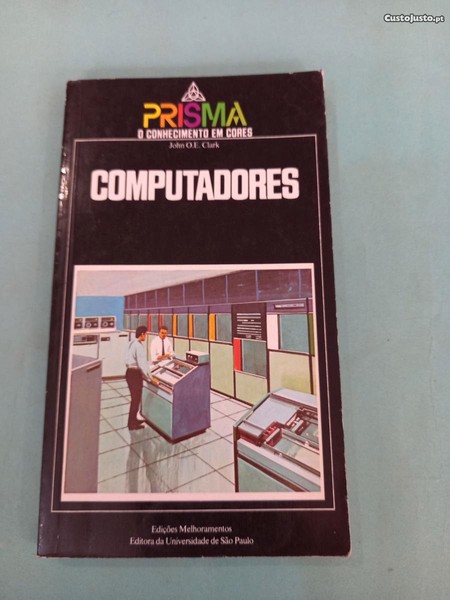 CustoJusto.pt
PRISMA
O CONHECIMENTO EM CORES
John O.E. Clark
COMPUTADORES
Edições Melhoramentos
Editora da Universidade de São Paulo